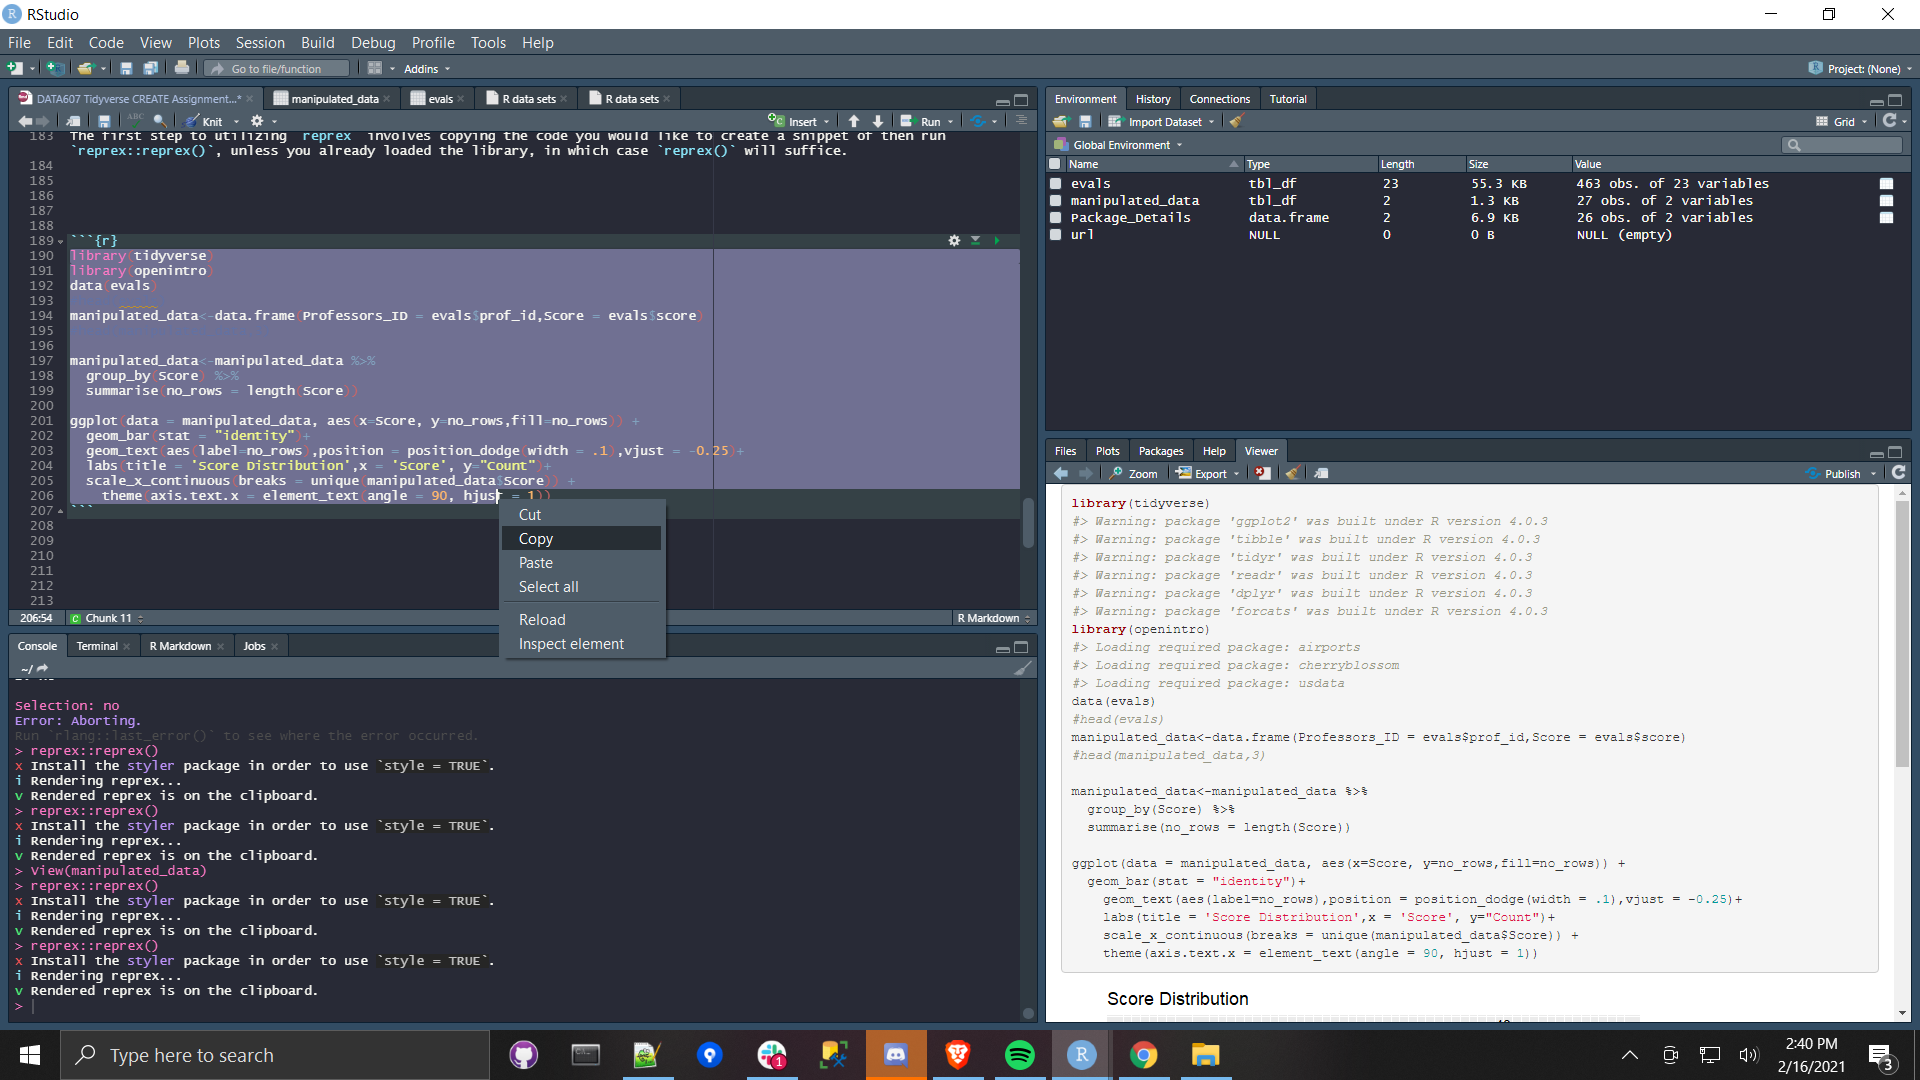 RStudio
File Edit Code View Plots Session Build Debug Profile Tools Help
Go to file/function Addins Project: (None)
DATA607 Tidyverse CREATE Assignment...* manipulated_data evals R data sets R data sets
ABC Knit Insert Run
183 The first step to utilizing `reprex` involves copying the code you would like to create a snippet of then run
`reprex::reprex()`, unless you already loaded the library, in which case `reprex()` will suffice.
184
185
186
187
188
189 ```{r}
190 library(tidyverse)
191 library(openintro)
192 data(evals)
193
194 manipulated_data<-data.frame(Professors_ID = evals$prof_id,Score = evals$score)
195
196
197 manipulated_data<-manipulated_data %>%
198 group_by(Score) %>%
199 summarise(no_rows = length(Score))
200
201 ggplot(data = manipulated_data, aes(x=Score, y=no_rows,fill=no_rows)) +
202 geom_bar(stat = "identity")+
203 geom_text(aes(label=no_rows),position = position_dodge(width = .1),vjust = -0.25)+
204 labs(title = 'Score Distribution',x = 'Score', y="Count")+
205 scale_x_continuous(breaks = unique(manipulated_data$Score)) +
206 theme(axis.text.x = element_text(angle = 90, hjust = 1))
207 ```
208
209
210
211
212
213
Cut
Copy
Paste
Select all
Reload
Inspect element
206:54 C Chunk 11 R Markdown
Console Terminal R Markdown Jobs
~/
Selection: no
Error: Aborting.
Run `rlang::last_error()` to see where the error occurred.
> reprex::reprex()
x Install the styler package in order to use `style = TRUE`.
i Rendering reprex...
v Rendered reprex is on the clipboard.
> reprex::reprex()
x Install the styler package in order to use `style = TRUE`.
i Rendering reprex...
v Rendered reprex is on the clipboard.
> View(manipulated_data)
> reprex::reprex()
x Install the styler package in order to use `style = TRUE`.
i Rendering reprex...
v Rendered reprex is on the clipboard.
> reprex::reprex()
x Install the styler package in order to use `style = TRUE`.
i Rendering reprex...
v Rendered reprex is on the clipboard.
>
Environment History Connections Tutorial
Import Dataset Grid
Global Environment
Name Type Length Size Value
evals tbl_df 23 55.3 KB 463 obs. of 23 variables
manipulated_data tbl_df 2 1.3 KB 27 obs. of 2 variables
Package_Details data.frame 2 6.9 KB 26 obs. of 2 variables
url NULL 0 0 B NULL (empty)
Files Plots Packages Help Viewer
Zoom Export Publish
library(tidyverse)
#> Warning: package 'ggplot2' was built under R version 4.0.3
#> Warning: package 'tibble' was built under R version 4.0.3
#> Warning: package 'tidyr' was built under R version 4.0.3
#> Warning: package 'readr' was built under R version 4.0.3
#> Warning: package 'dplyr' was built under R version 4.0.3
#> Warning: package 'forcats' was built under R version 4.0.3
library(openintro)
#> Loading required package: airports
#> Loading required package: cherryblossom
#> Loading required package: usdata
data(evals)
#head(evals)
manipulated_data<-data.frame(Professors_ID = evals$prof_id,Score = evals$score)
#head(manipulated_data,3)
manipulated_data<-manipulated_data %>%
group_by(Score) %>%
summarise(no_rows = length(Score))
ggplot(data = manipulated_data, aes(x=Score, y=no_rows,fill=no_rows)) +
geom_bar(stat = "identity")+
geom_text(aes(label=no_rows),position = position_dodge(width = .1),vjust = -0.25)+
labs(title = 'Score Distribution',x = 'Score', y="Count")+
scale_x_continuous(breaks = unique(manipulated_data$Score)) +
theme(axis.text.x = element_text(angle = 90, hjust = 1))
Score Distribution
Type here to search
1
R
2:40 PM
2/16/2021
3